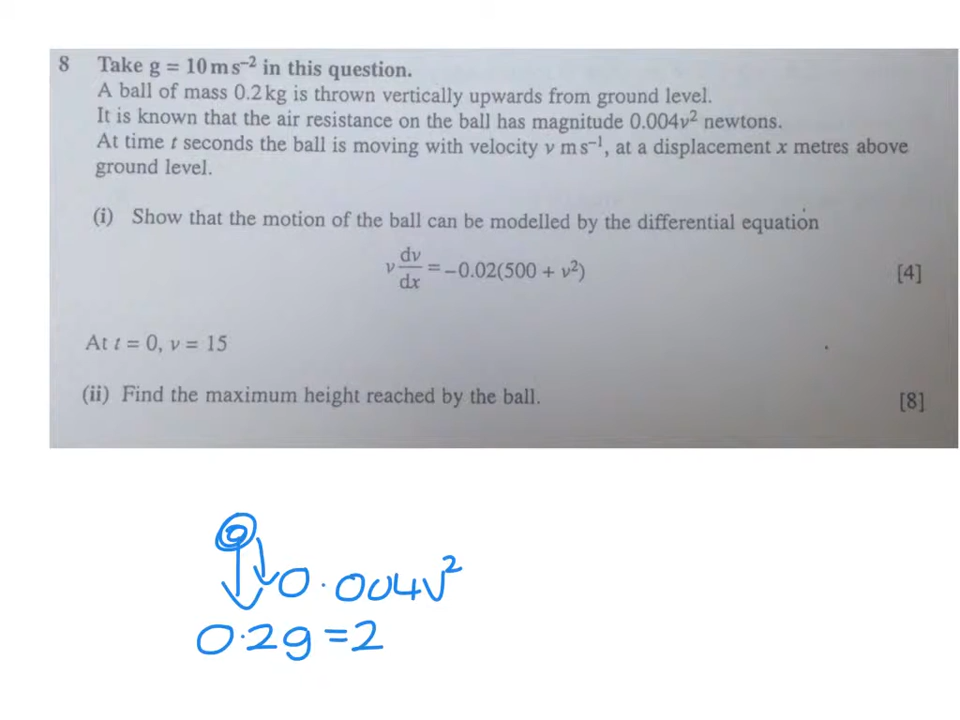 8 Take g = 10 m s⁻² in this question.
A ball of mass 0.2 kg is thrown vertically upwards from ground level.
It is known that the air resistance on the ball has magnitude 0.004v² newtons.
At time t seconds the ball is moving with velocity v m s⁻¹, at a displacement x metres above
ground level.
(i) Show that the motion of the ball can be modelled by the differential equation
v dv/dx = −0.02(500 + v²) [4]
At t = 0, v = 15
(ii) Find the maximum height reached by the ball. [8]
0.004v²
0.2g = 2